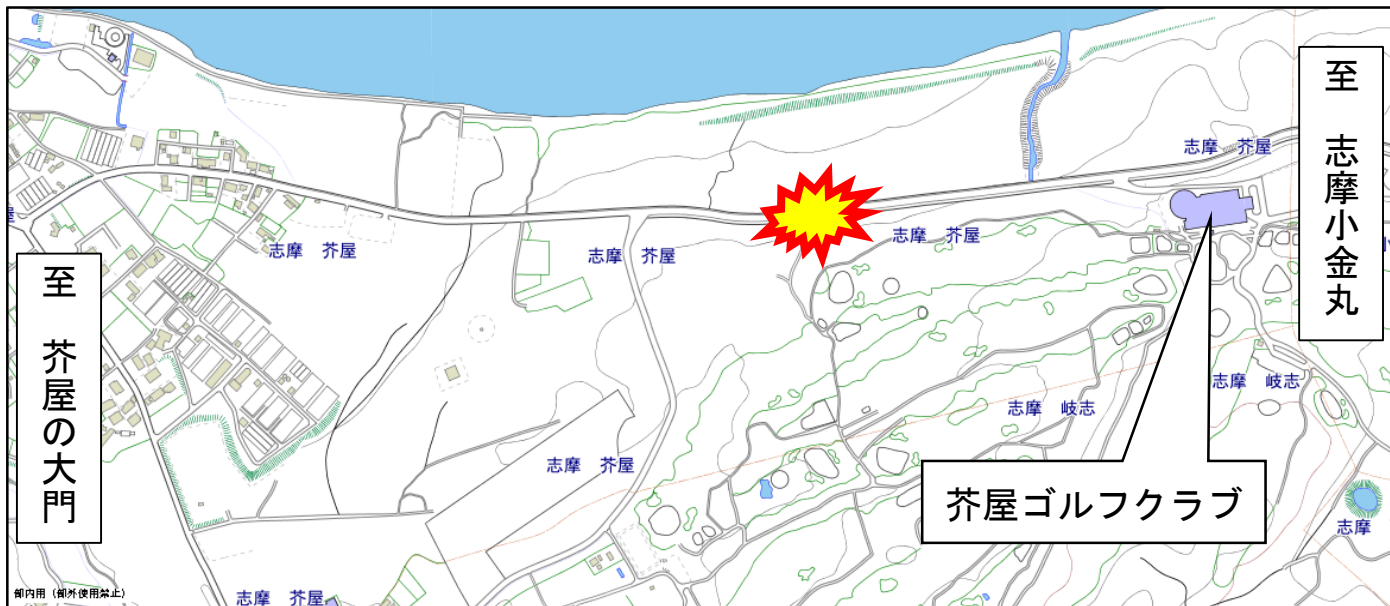 至 志摩小金丸
志摩 芥屋
志摩 芥屋
志摩 芥屋
志摩 芥屋
至 芥屋の大門
志摩 岐志
志摩 岐志
志摩 芥屋
芥屋ゴルフクラブ
志摩
志摩 芥屋
御内用（御外使用禁止）